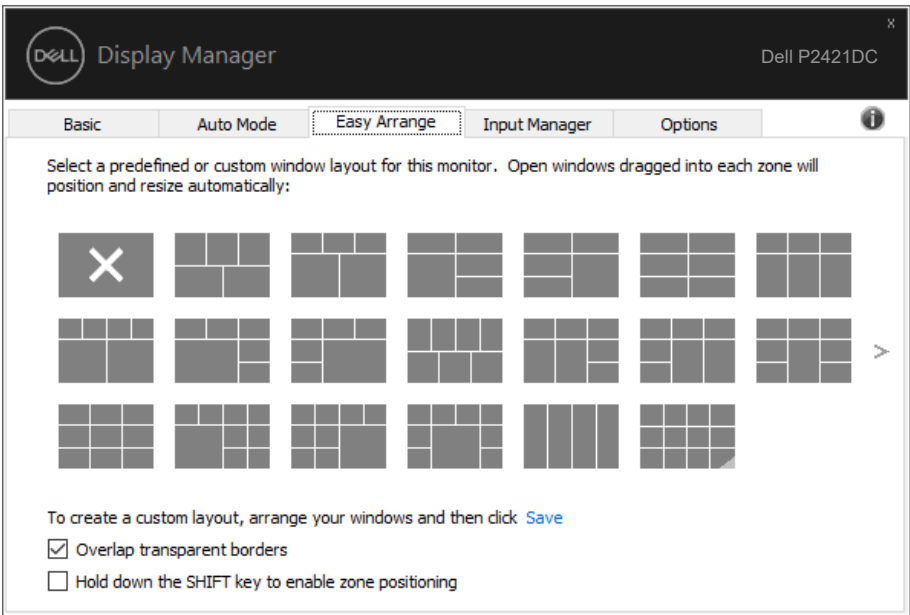 x
DELL Display Manager
Dell P2421DC
Basic Auto Mode Easy Arrange Input Manager Options
Select a predefined or custom window layout for this monitor. Open windows dragged into each zone will
position and resize automatically:
>
To create a custom layout, arrange your windows and then click Save
Overlap transparent borders
Hold down the SHIFT key to enable zone positioning